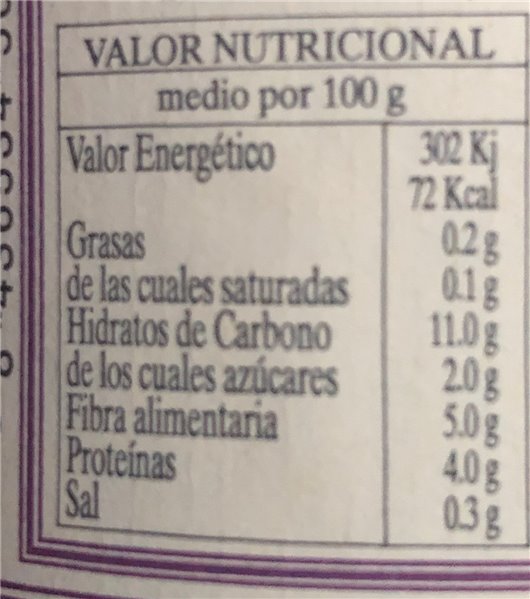 VALOR NUTRICIONAL
medio por 100 g
Valor Energético 302 Kj
72 Kcal
Grasas 0.2 g
de las cuales saturadas 0.1 g
Hidratos de Carbono 11.0 g
de los cuales azúcares 2.0 g
Fibra alimentaria 5.0 g
Proteínas 4.0 g
Sal 0.3 g